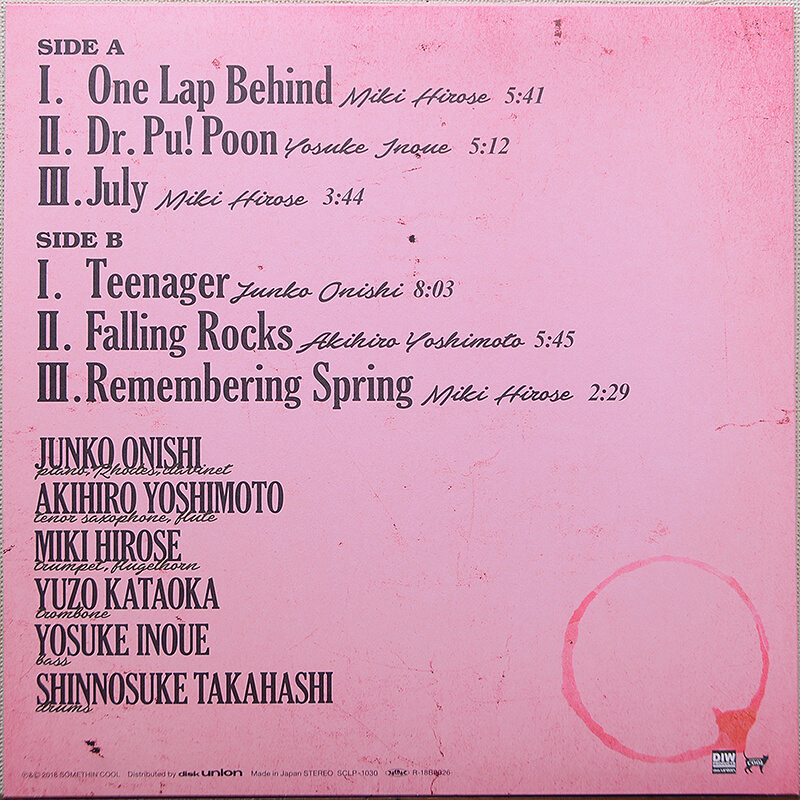 SIDE A
I. One Lap Behind Miki Hirose 5:41
II. Dr. Pu! Poon Yosuke Inoue 5:12
III. July Miki Hirose 3:44
SIDE B
I. Teenager Junko Onishi 8:03
II. Falling Rocks Akihiro Yoshimoto 5:45
III. Remembering Spring Miki Hirose 2:29
JUNKO ONISHI
piano, Rhodes, clavinet
AKIHIRO YOSHIMOTO
tenor saxophone, flute
MIKI HIROSE
trumpet, flugelhorn
YUZO KATAOKA
trombone
YOSUKE INOUE
bass
SHINNOSUKE TAKAHASHI
drums
℗&© 2018 SOMETHIN' COOL Distributed by disk union Made in Japan STEREO SCLP-1030 DIW